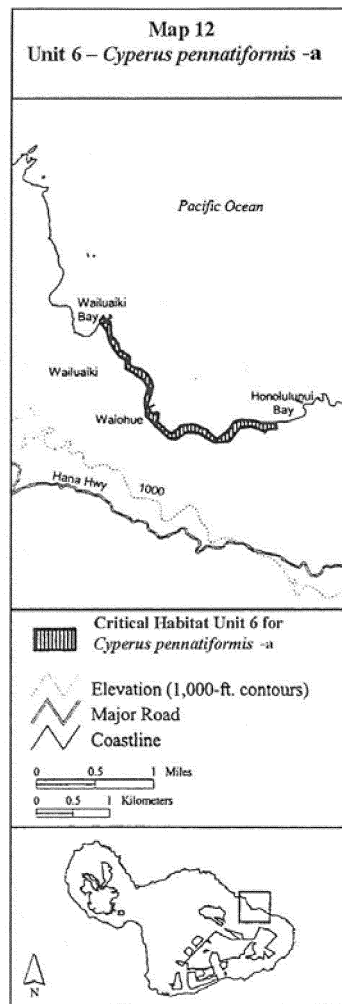 Map 12
Unit 6 – Cyperus pennatiformis -a
Pacific Ocean
Wailuaiki
Bay
Wailuaiki
Honolulunui
Bay
Waiohue
1000
Hana Hwy
Critical Habitat Unit 6 for
Cyperus pennatiformis -a
Elevation (1,000-ft. contours)
Major Road
Coastline
0 0.5 1 Miles
0 0.5 1 Kilometers
N